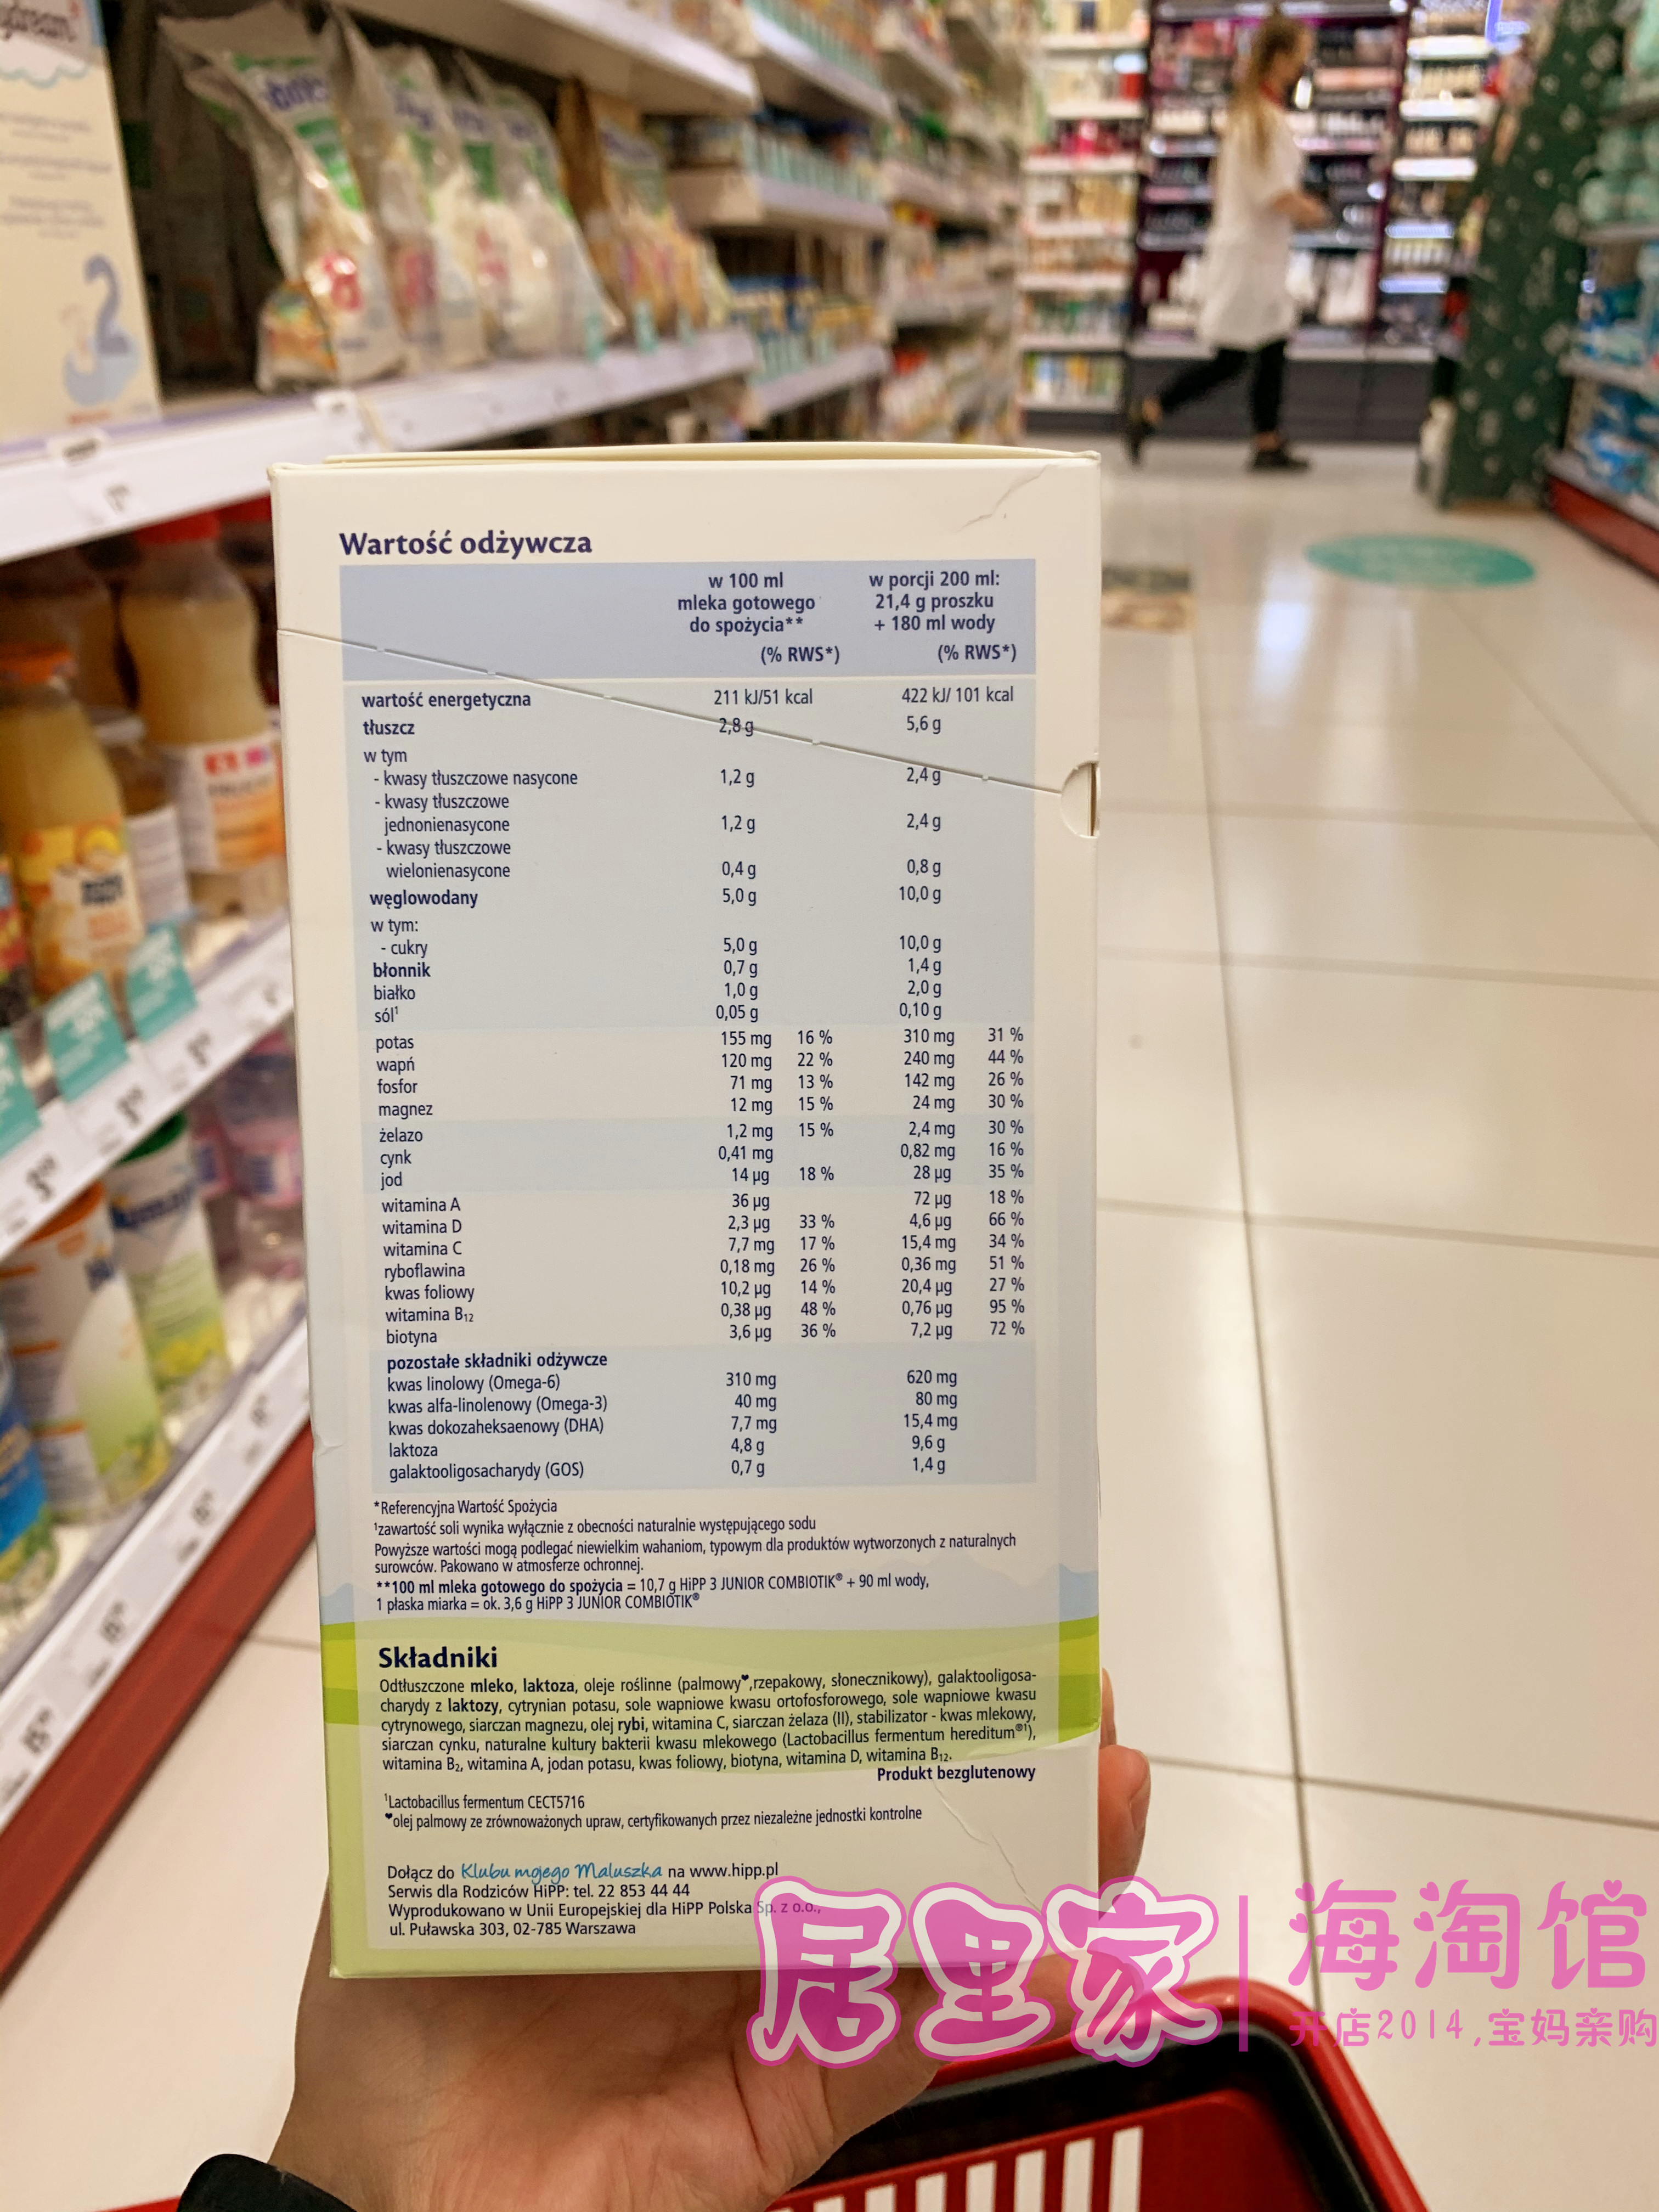 2
Wartość odżywcza
w 100 ml mleka gotowego do spożycia** (% RWS*)
w porcji 200 ml: 21,4 g proszku + 180 ml wody (% RWS*)
wartość energetyczna 211 kJ/51 kcal 422 kJ/ 101 kcal
tłuszcz 2,8 g 5,6 g
w tym
- kwasy tłuszczowe nasycone 1,2 g 2,4 g
- kwasy tłuszczowe
jednonienasycone 1,2 g 2,4 g
- kwasy tłuszczowe
wielonienasycone 0,4 g 0,8 g
węglowodany 5,0 g 10,0 g
w tym:
- cukry 5,0 g 10,0 g
błonnik 0,7 g 1,4 g
białko 1,0 g 2,0 g
sól¹ 0,05 g 0,10 g
potas 155 mg 16 % 310 mg 31 %
wapń 120 mg 22 % 240 mg 44 %
fosfor 71 mg 13 % 142 mg 26 %
magnez 12 mg 15 % 24 mg 30 %
żelazo 1,2 mg 15 % 2,4 mg 30 %
cynk 0,41 mg 0,82 mg 16 %
jod 14 µg 18 % 28 µg 35 %
witamina A 36 µg 72 µg 18 %
witamina D 2,3 µg 33 % 4,6 µg 66 %
witamina C 7,7 mg 17 % 15,4 mg 34 %
ryboflawina 0,18 mg 26 % 0,36 mg 51 %
kwas foliowy 10,2 µg 14 % 20,4 µg 27 %
witamina B₁₂ 0,38 µg 48 % 0,76 µg 95 %
biotyna 3,6 µg 36 % 7,2 µg 72 %
pozostałe składniki odżywcze
kwas linolowy (Omega-6) 310 mg 620 mg
kwas alfa-linolenowy (Omega-3) 40 mg 80 mg
kwas dokozaheksaenowy (DHA) 7,7 mg 15,4 mg
laktoza 4,8 g 9,6 g
galaktooligosacharydy (GOS) 0,7 g 1,4 g
*Referencyjna Wartość Spożycia
¹zawartość soli wynika wyłącznie z obecności naturalnie występującego sodu
Powyższe wartości mogą podlegać niewielkim wahaniom, typowym dla produktów wytworzonych z naturalnych
surowców. Pakowano w atmosferze ochronnej.
**100 ml mleka gotowego do spożycia = 10,7 g HiPP 3 JUNIOR COMBIOTIK® + 90 ml wody,
1 płaska miarka = ok. 3,6 g HiPP 3 JUNIOR COMBIOTIK®
Składniki
Odtłuszczone mleko, laktoza, oleje roślinne (palmowy♥,rzepakowy, słonecznikowy), galaktooligosa-
charydy z laktozy, cytrynian potasu, sole wapniowe kwasu ortofosforowego, sole wapniowe kwasu
cytrynowego, siarczan magnezu, olej rybi, witamina C, siarczan żelaza (II), stabilizator - kwas mlekowy,
siarczan cynku, naturalne kultury bakterii kwasu mlekowego (Lactobacillus fermentum hereditum®¹),
witamina B₂, witamina A, jodan potasu, kwas foliowy, biotyna, witamina D, witamina B₁₂.
Produkt bezglutenowy
¹Lactobacillus fermentum CECT5716
♥olej palmowy ze zrównoważonych upraw, certyfikowanych przez niezależne jednostki kontrolne
Dołącz do Klubu mojego Maluszka na www.hipp.pl
Serwis dla Rodziców HiPP: tel. 22 853 44 44
Wyprodukowano w Unii Europejskiej dla HiPP Polska Sp. z o.o.,
ul. Puławska 303, 02-785 Warszawa
居里家 | 海淘馆
开店2014,宝妈亲购